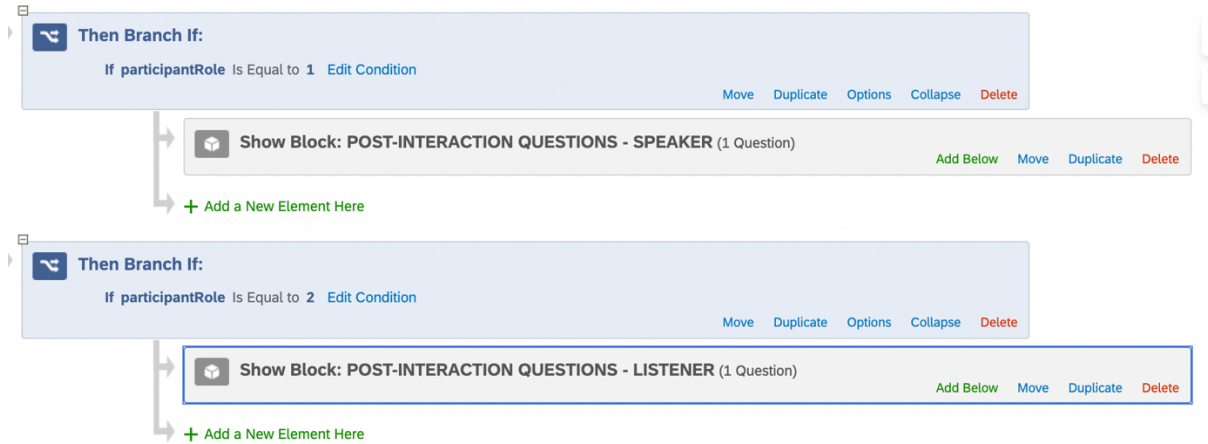 Then Branch If:
If participantRole Is Equal to 1 Edit Condition
Move Duplicate Options Collapse Delete
Show Block: POST-INTERACTION QUESTIONS - SPEAKER (1 Question)
Add Below Move Duplicate Delete
+ Add a New Element Here
Then Branch If:
If participantRole Is Equal to 2 Edit Condition
Move Duplicate Options Collapse Delete
Show Block: POST-INTERACTION QUESTIONS - LISTENER (1 Question)
Add Below Move Duplicate Delete
+ Add a New Element Here